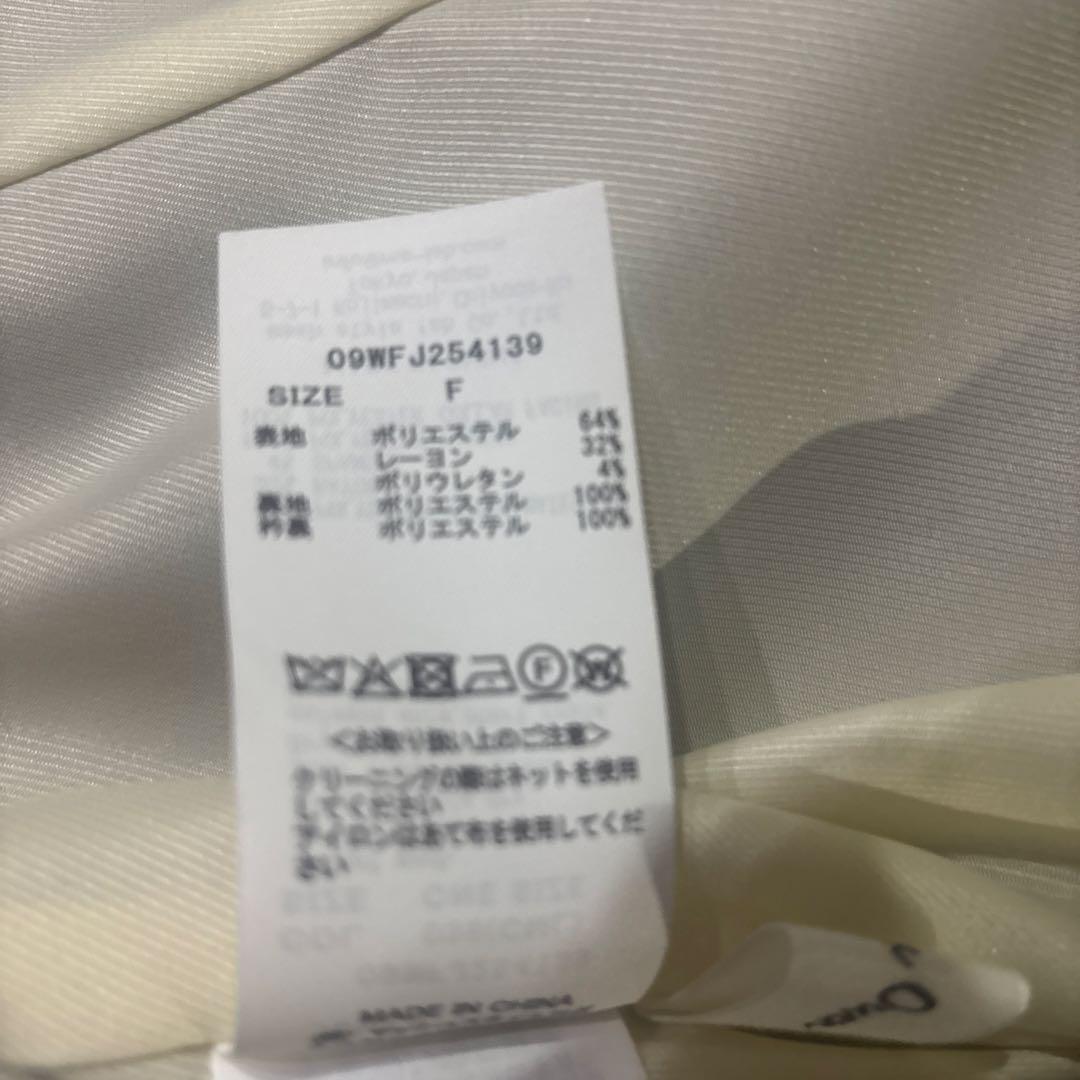 09WFJ254139
SIZE F
表地 ポリエステル 64%
レーヨン 32%
ポリウレタン 4%
裏地 ポリエステル 100%
衿裏 ポリエステル 100%
F
W
<お取り扱い上のご注意>
クリーニングの際はネットを使用
してください
アイロンはあて布を使用してくだ
さい
MADE IN CHINA